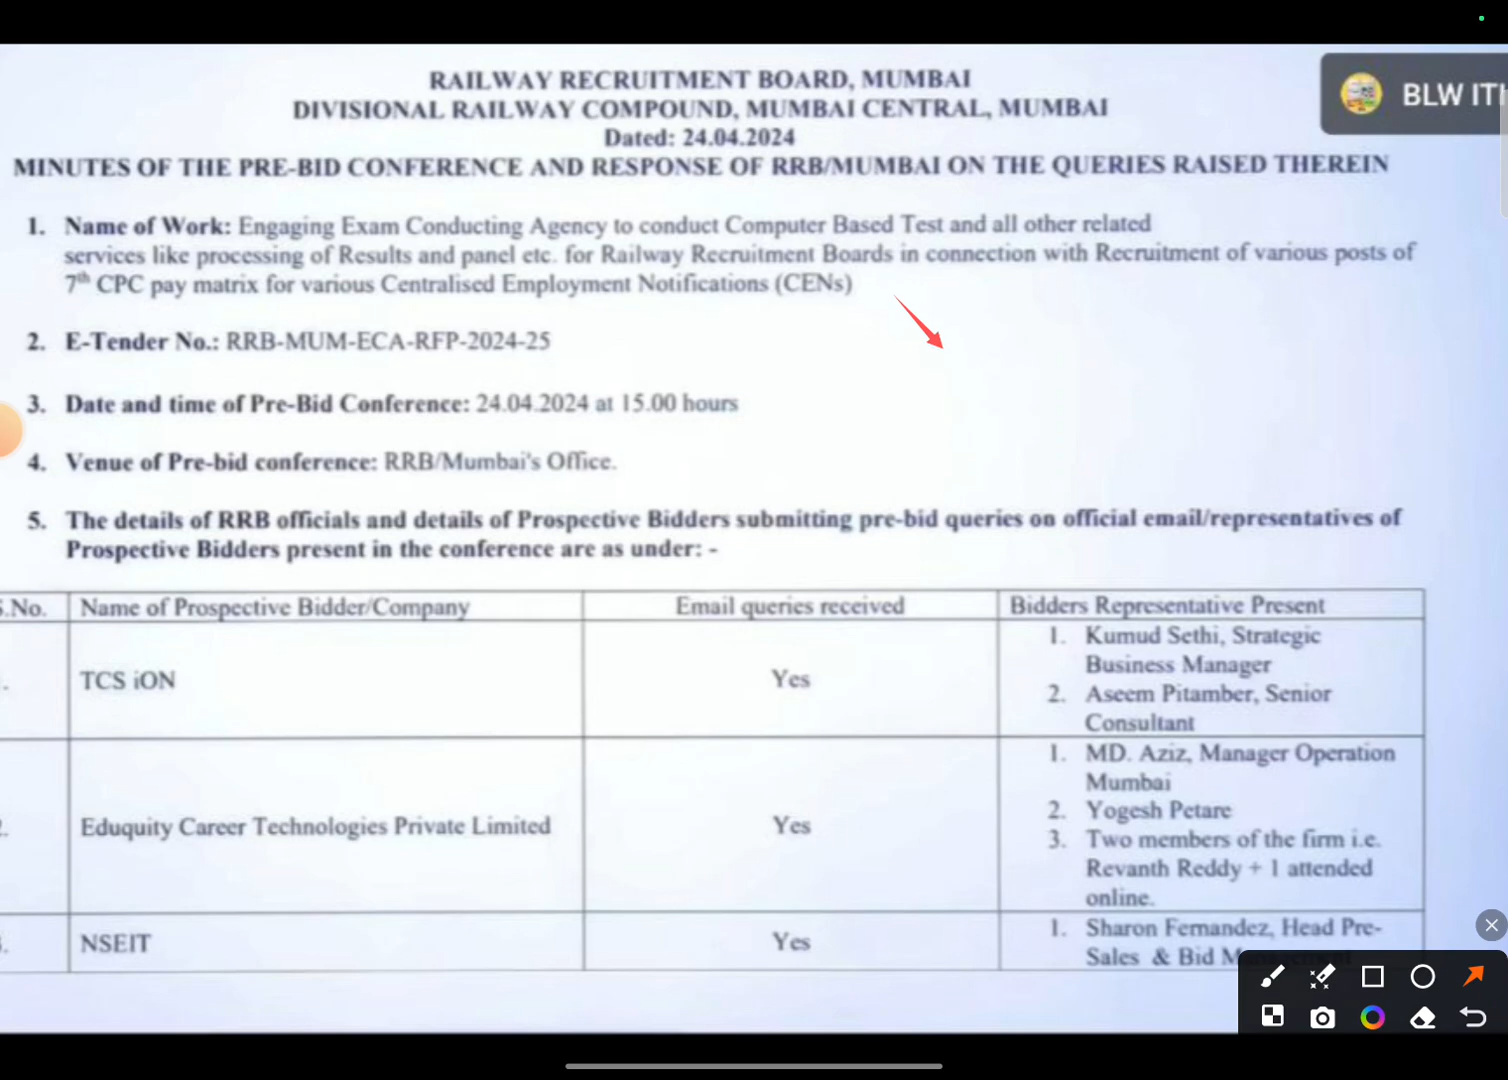 BLW ITI
RAILWAY RECRUITMENT BOARD, MUMBAI
DIVISIONAL RAILWAY COMPOUND, MUMBAI CENTRAL, MUMBAI
Dated: 24.04.2024
MINUTES OF THE PRE-BID CONFERENCE AND RESPONSE OF RRB/MUMBAI ON THE QUERIES RAISED THEREIN
1. Name of Work: Engaging Exam Conducting Agency to conduct Computer Based Test and all other related
services like processing of Results and panel etc. for Railway Recruitment Boards in connection with Recruitment of various posts of
7th CPC pay matrix for various Centralised Employment Notifications (CENs)
2. E-Tender No.: RRB-MUM-ECA-RFP-2024-25
3. Date and time of Pre-Bid Conference: 24.04.2024 at 15.00 hours
4. Venue of Pre-bid conference: RRB/Mumbai's Office.
5. The details of RRB officials and details of Prospective Bidders submitting pre-bid queries on official email/representatives of
Prospective Bidders present in the conference are as under: -
.No. Name of Prospective Bidder/Company Email queries received Bidders Representative Present
TCS iON Yes
1. Kumud Sethi, Strategic
Business Manager
2. Aseem Pitamber, Senior
Consultant
Eduquity Career Technologies Private Limited Yes
1. MD. Aziz, Manager Operation
Mumbai
2. Yogesh Petare
3. Two members of the firm i.e.
Revanth Reddy + 1 attended
online.
NSEIT Yes
1. Sharon Fernandez, Head Pre-
Sales & Bid